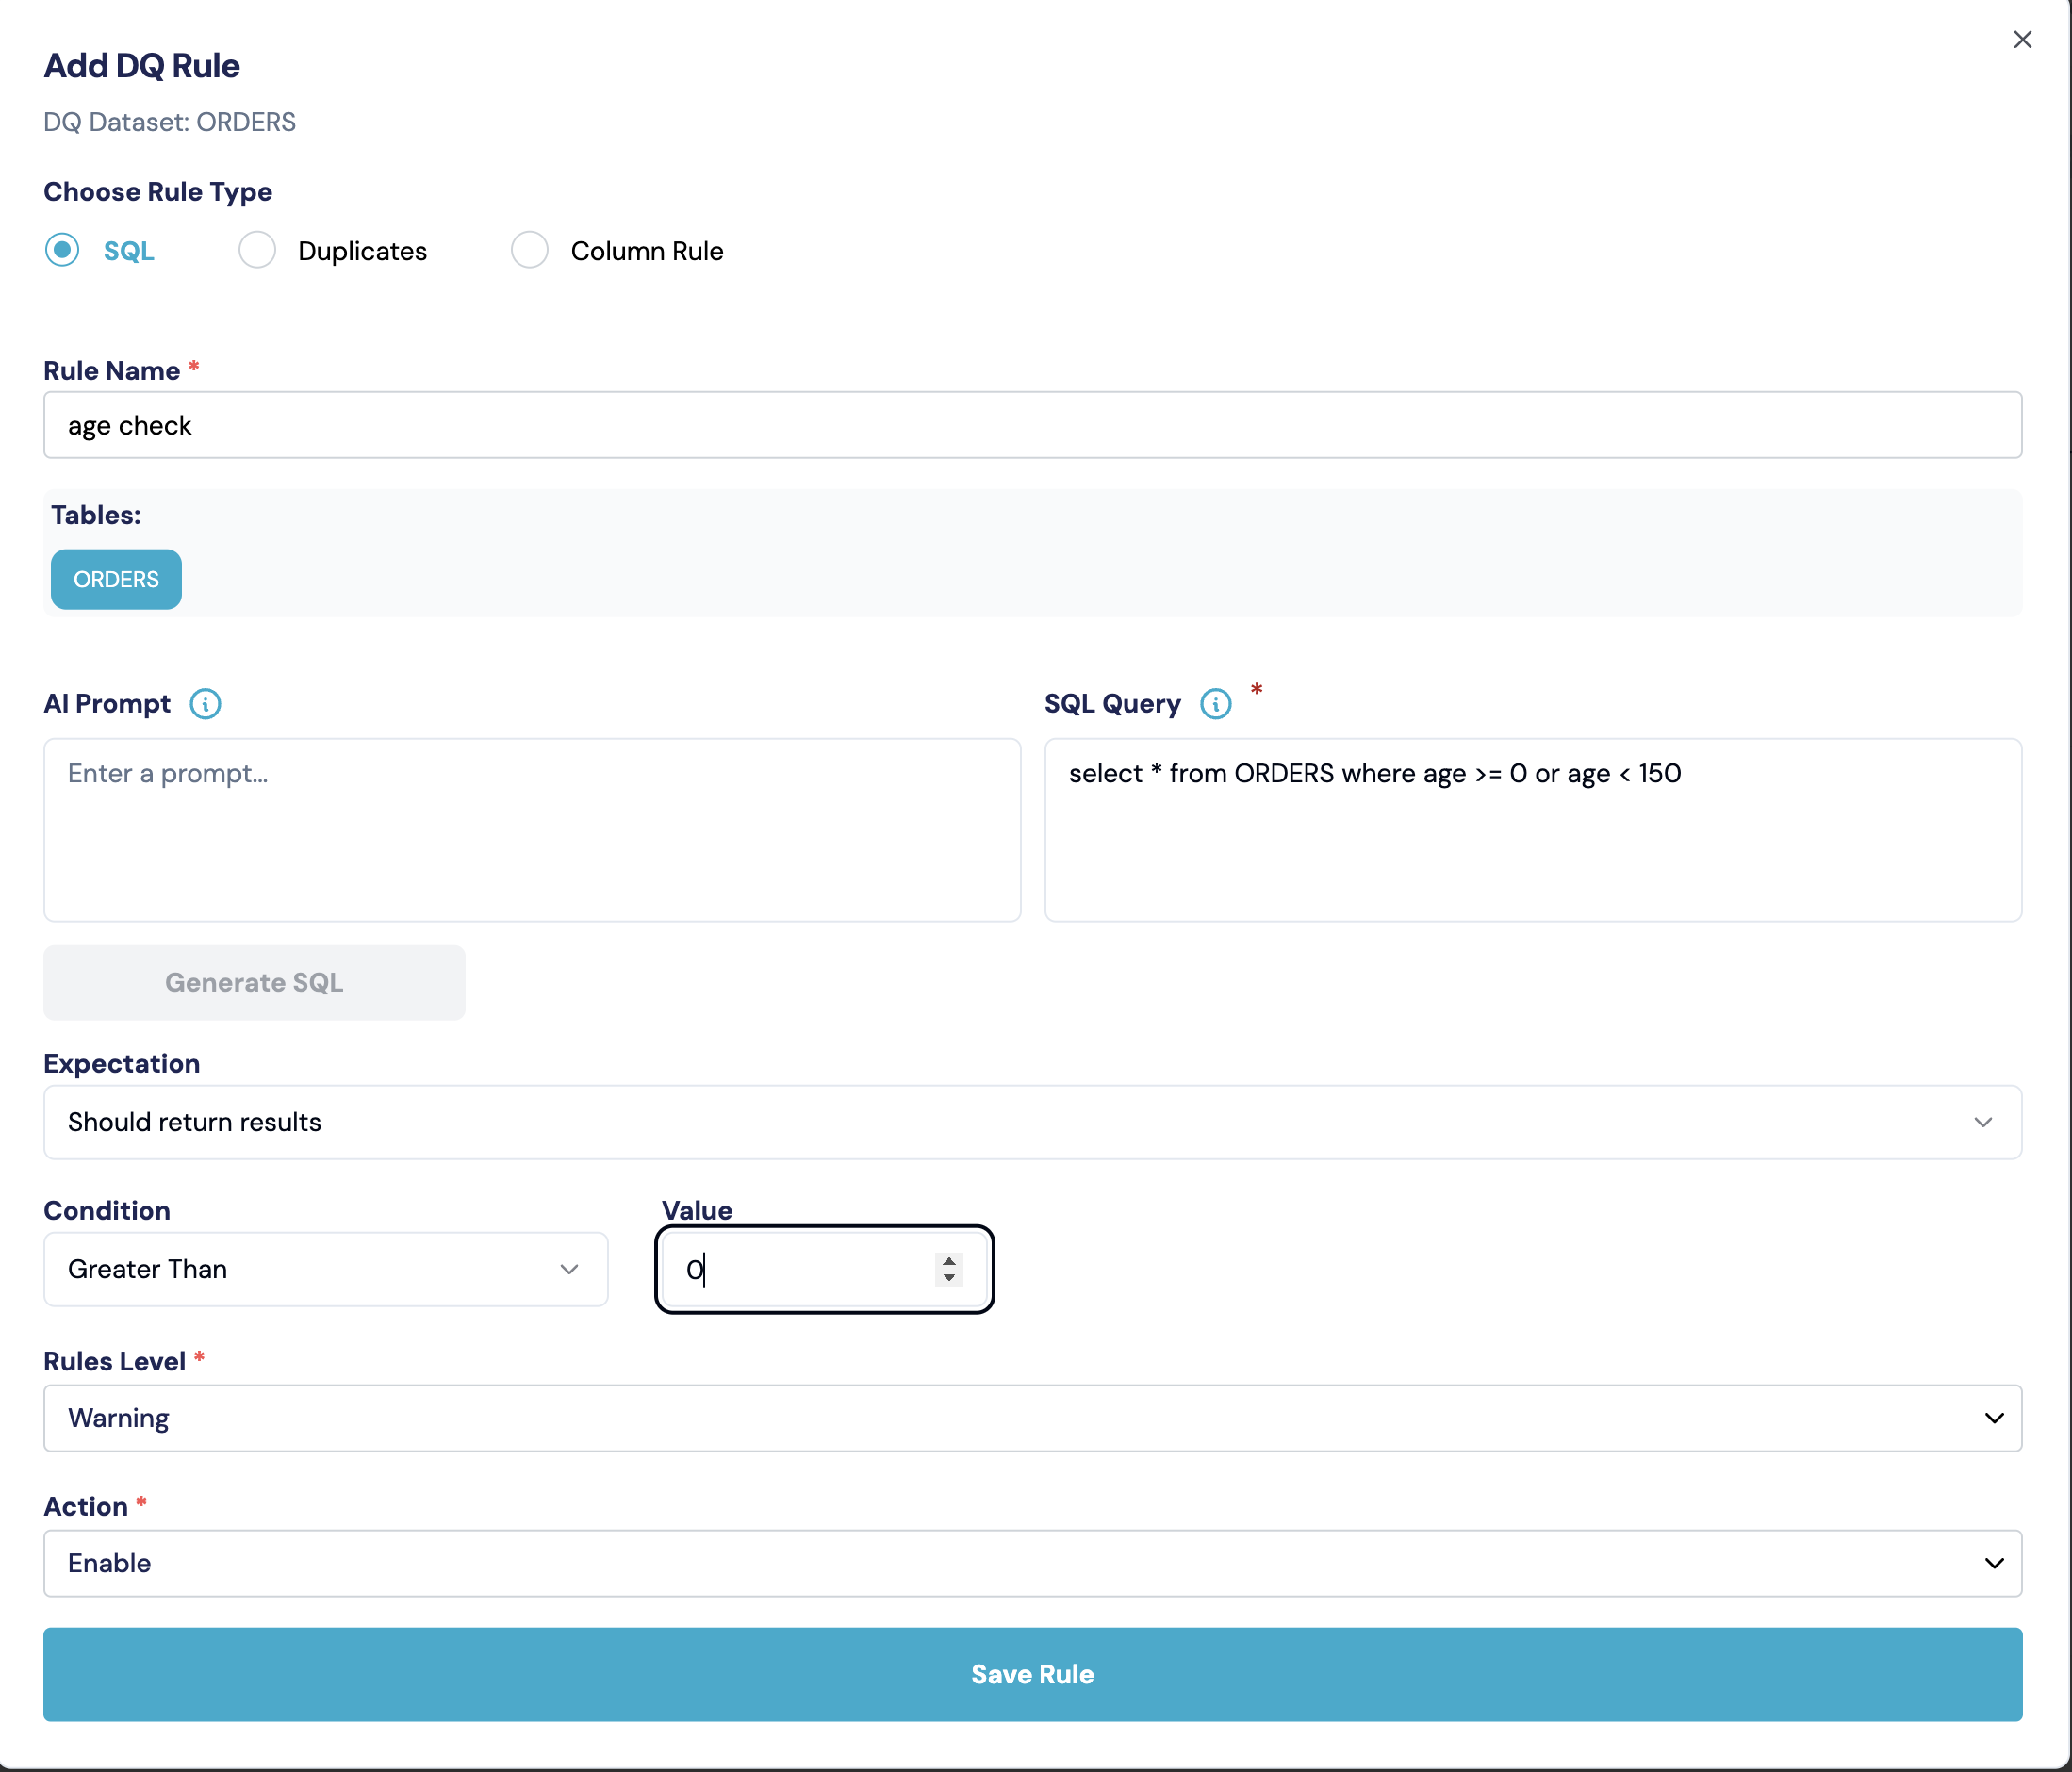 Add DQ Rule
DQ Dataset: ORDERS
Choose Rule Type
SQL Duplicates Column Rule
Rule Name *
age check
Tables:
ORDERS
AI Prompt
Enter a prompt...
SQL Query *
select * from ORDERS where age >= 0 or age < 150
Generate SQL
Expectation
Should return results
Condition
Greater Than
Value
0
Rules Level *
Warning
Action *
Enable
Save Rule